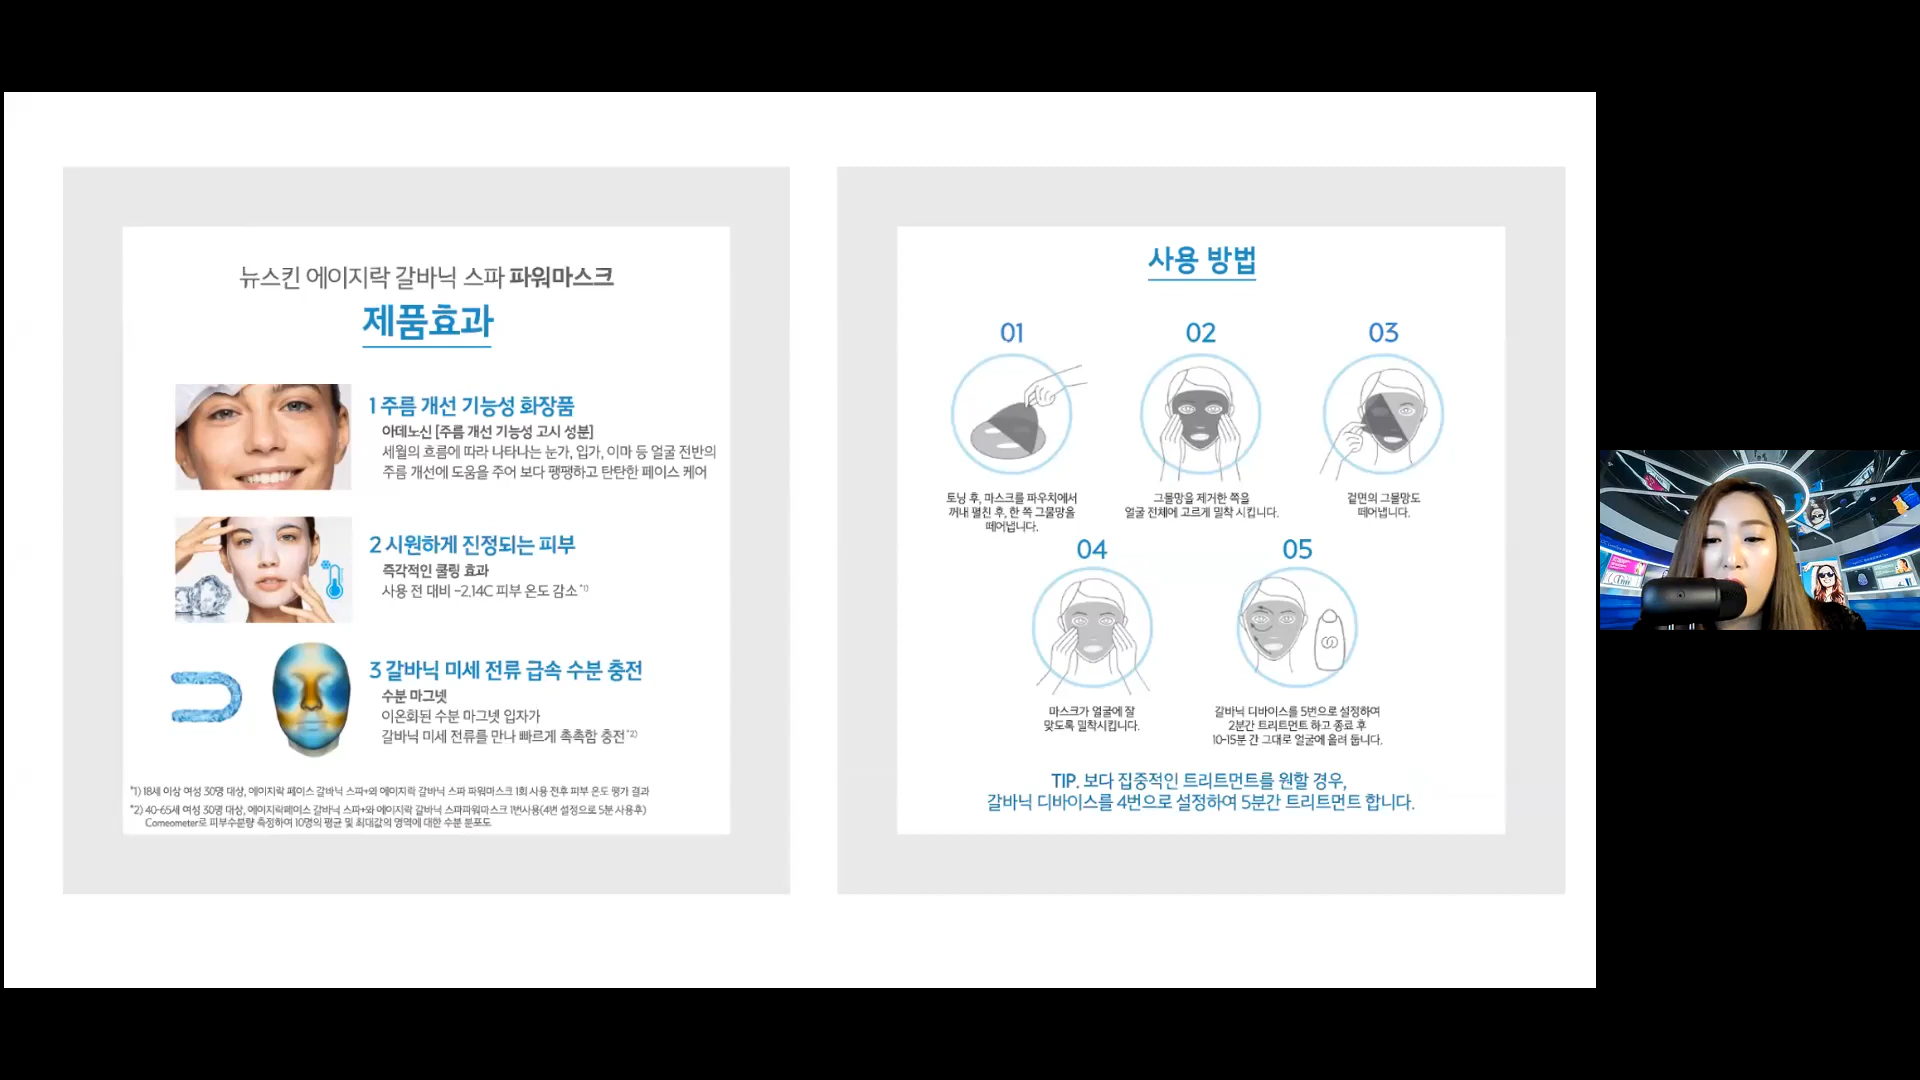 뉴스킨 에이지락 갈바닉 스파 파워마스크
제품효과
1 주름 개선 기능성 화장품
아데노신 [주름 개선 기능성 고시 성분]
세월의 흐름에 따라 나타나는 눈가, 입가, 이마 등 얼굴 전반의
주름 개선에 도움을 주어 보다 팽팽하고 탄탄한 페이스 케어
2 시원하게 진정되는 피부
즉각적인 쿨링 효과
사용 전 대비 -2.14C 피부 온도 감소 *1)
3 갈바닉 미세 전류 급속 수분 충전
수분 마그넷
이온화된 수분 마그넷 입자가
갈바닉 미세 전류를 만나 빠르게 촉촉함 충전 *2)
*1) 18세 이상 여성 30명 대상, 에이지락 페이스 갈바닉 스파+와 에이지락 갈바닉 스파 파워마스크 1회 사용 전후 피부 온도 평가 결과
*2) 40-65세 여성 30명 대상, 에이지락페이스 갈바닉 스파+와 에이지락 갈바닉 스파파워마스크 1번사용(4번 설정으로 5분 사용후)
Corneometer로 피부수분량 측정하여 10명의 평균 및 최대값의 영역에 대한 수분 분포도
사용 방법
01
토닝 후, 마스크를 파우치에서
꺼내 펼친 후, 한 쪽 그물망을
떼어냅니다.
02
그물망을 제거한 쪽을
얼굴 전체에 고르게 밀착 시킵니다.
03
겉면의 그물망도
떼어냅니다.
04
마스크가 얼굴에 잘
맞도록 밀착시킵니다.
05
갈바닉 디바이스를 5번으로 설정하여
2분간 트리트먼트 하고 종료 후
10-15분 간 그대로 얼굴에 올려 둡니다.
TIP. 보다 집중적인 트리트먼트를 원할 경우,
갈바닉 디바이스를 4번으로 설정하여 5분간 트리트먼트 합니다.